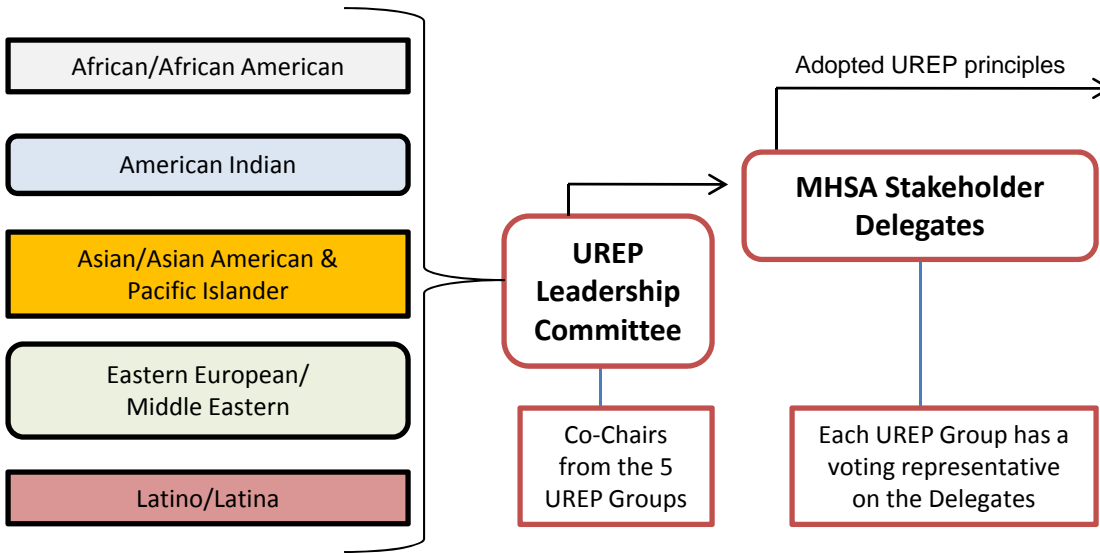 African/African American
American Indian
Asian/Asian American &
Pacific Islander
Eastern European/
Middle Eastern
Latino/Latina
UREP
Leadership
Committee
Co-Chairs
from the 5
UREP Groups
Adopted UREP principles
MHSA Stakeholder
Delegates
Each UREP Group has a
voting representative
on the Delegates